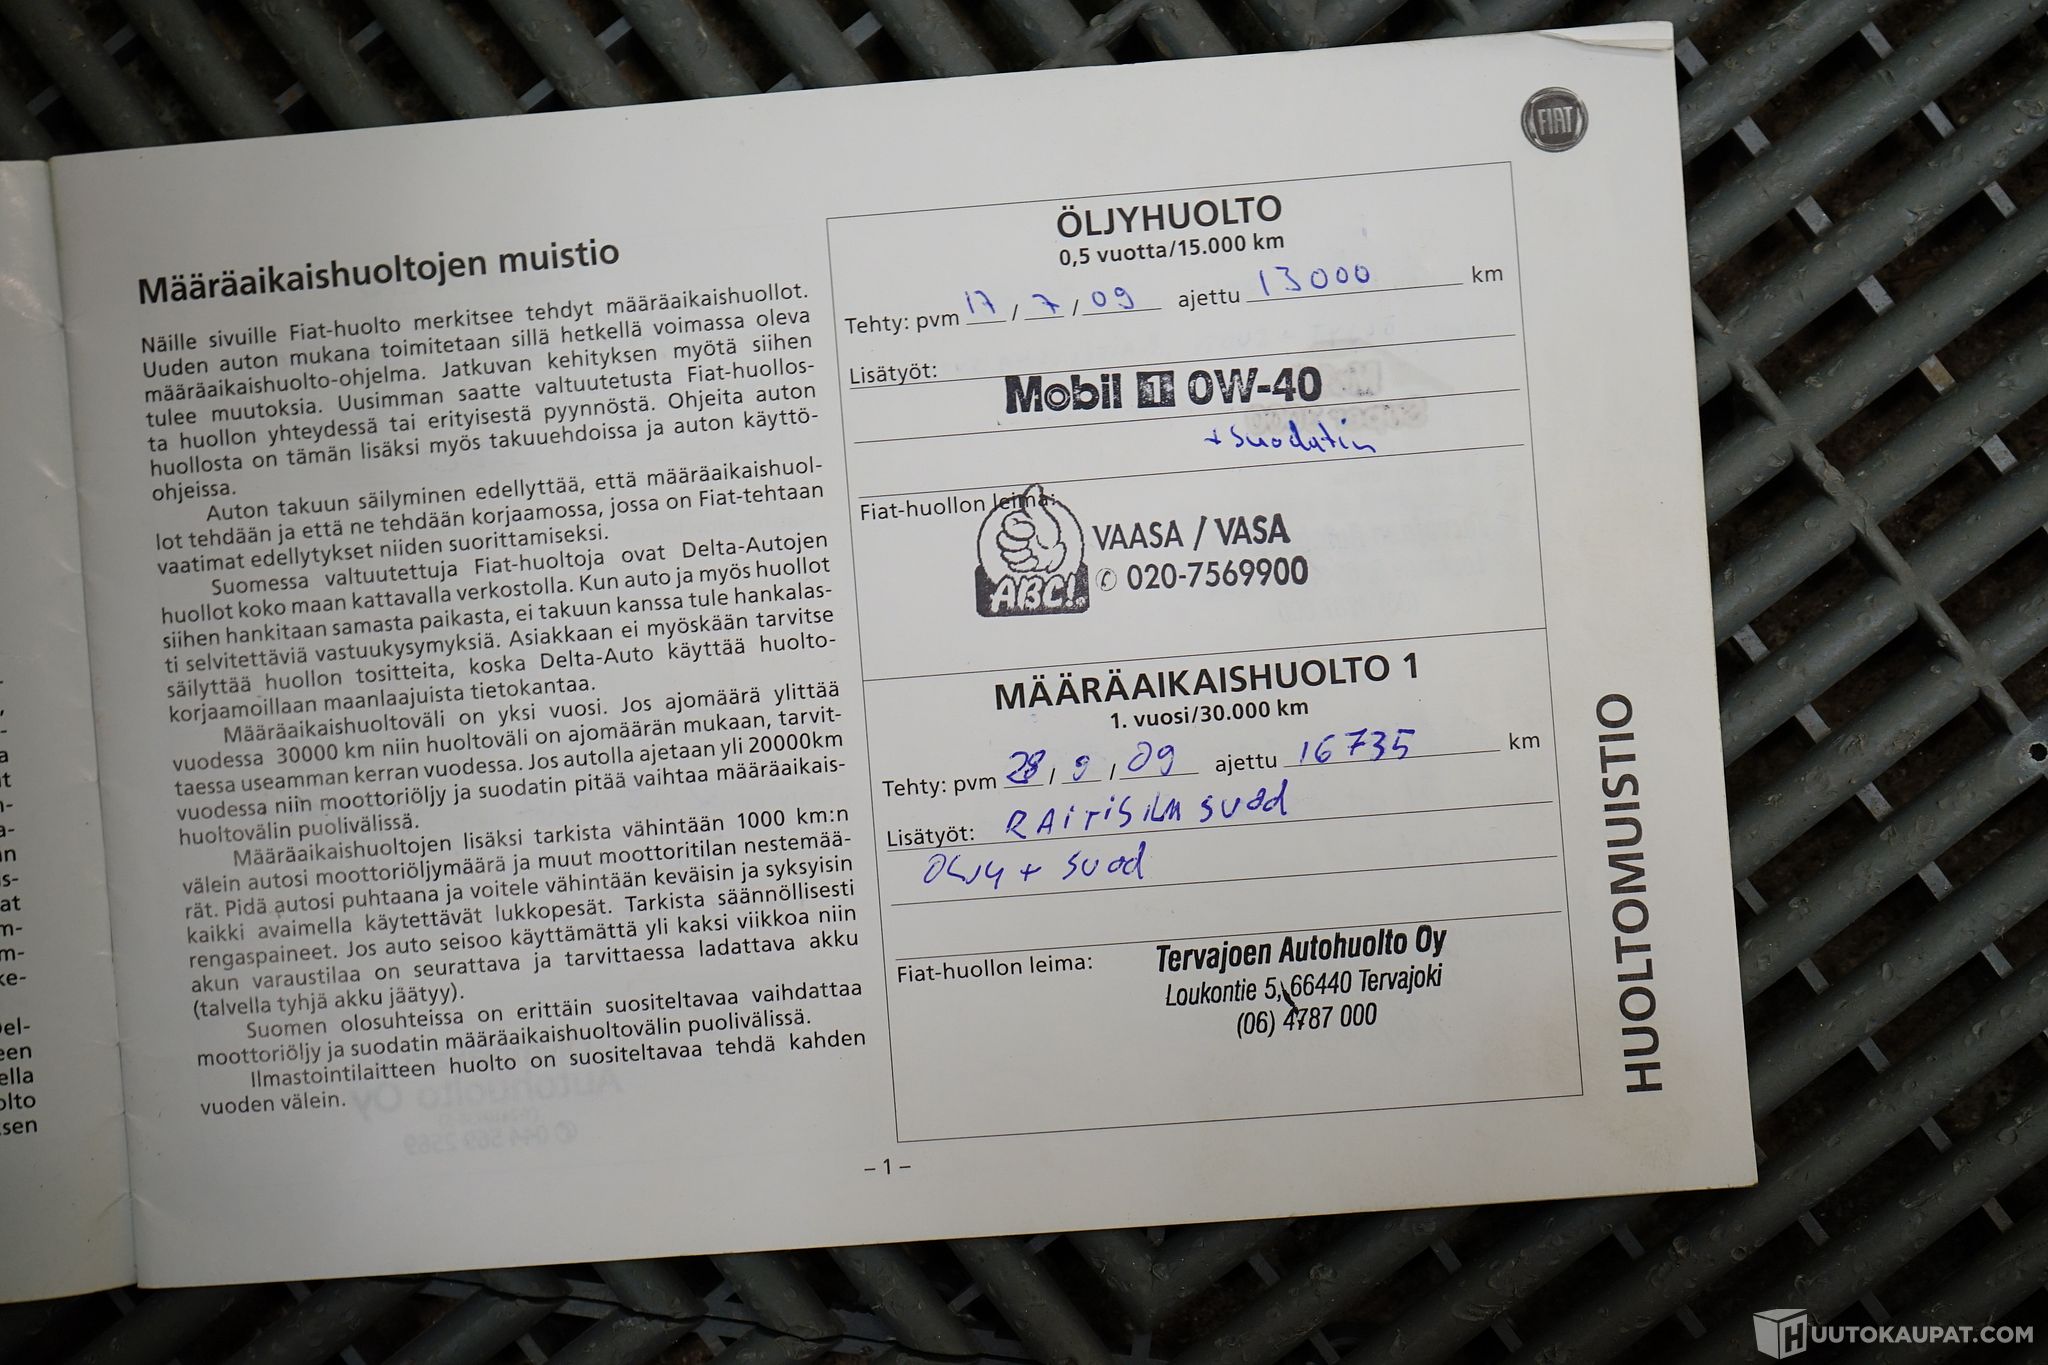 Määräaikaishuoltojen muistio
Näille sivuille Fiat-huolto merkitsee tehdyt määräaikaishuollot.
Uuden auton mukana toimitetaan sillä hetkellä voimassa oleva
määräaikaishuolto-ohjelma. Jatkuvan kehityksen myötä siihen
tulee muutoksia. Uusimman saatte valtuutetusta Fiat-huollos-
ta huollon yhteydessä tai erityisestä pyynnöstä. Ohjeita auton
huollosta on tämän lisäksi myös takuuehdoissa ja auton käyttö-
ohjeissa.
Auton takuun säilyminen edellyttää, että määräaikaishuol-
lot tehdään ja että ne tehdään korjaamossa, jossa on Fiat-tehtaan
vaatimat edellytykset niiden suorittamiseksi.
Suomessa valtuutettuja Fiat-huoltoja ovat Delta-Autojen
huollot koko maan kattavalla verkostolla. Kun auto ja myös huollot
siihen hankitaan samasta paikasta, ei takuun kanssa tule hankalas-
ti selvitettäviä vastuukysymyksiä. Asiakkaan ei myöskään tarvitse
säilyttää huollon tositteita, koska Delta-Auto käyttää huolto-
korjaamoillaan maanlaajuista tietokantaa.
Määräaikaishuoltoväli on yksi vuosi. Jos ajomäärä ylittää
vuodessa 30000 km niin huoltoväli on ajomäärän mukaan, tarvit-
taessa useamman kerran vuodessa. Jos autolla ajetaan yli 20000km
vuodessa niin moottoriöljy ja suodatin pitää vaihtaa määräaikais-
huoltovälin puolivälissä.
Määräaikaishuoltojen lisäksi tarkista vähintään 1000 km:n
välein autosi moottoriöljymäärä ja muut moottoritilan nestemää-
rät. Pidä autosi puhtaana ja voitele vähintään keväisin ja syksyisin
kaikki avaimella käytettävät lukkopesät. Tarkista säännöllisesti
rengaspaineet. Jos auto seisoo käyttämättä yli kaksi viikkoa niin
akun varaustilaa on seurattava ja tarvittaessa ladattava akku
(talvella tyhjä akku jäätyy).
Suomen olosuhteissa on erittäin suositeltavaa vaihdattaa
moottoriöljy ja suodatin määräaikaishuoltovälin puolivälissä.
Ilmastointilaitteen huolto on suositeltavaa tehdä kahden
vuoden välein.
FIAT
ÖLJYHUOLTO
0,5 vuotta/15.000 km
Tehty: pvm 17 / 7 / 09 ajettu 13000 km
Lisätyöt:
Mobil 1 0W-40
+ suodatin
Fiat-huollon leima:
ABC! VAASA / VASA
020-7569900
MÄÄRÄAIKAISHUOLTO 1
1. vuosi/30.000 km
Tehty: pvm 28 / 9 / 09 ajettu 16735 km
Lisätyöt: RAITISILM SUOD
ÖLJY + SUOD
Fiat-huollon leima:
Tervajoen Autohuolto Oy
Loukontie 5, 66440 Tervajoki
(06) 4787 000
HUOLTOMUISTIO
– 1 –
HUUTOKAUPAT.COM